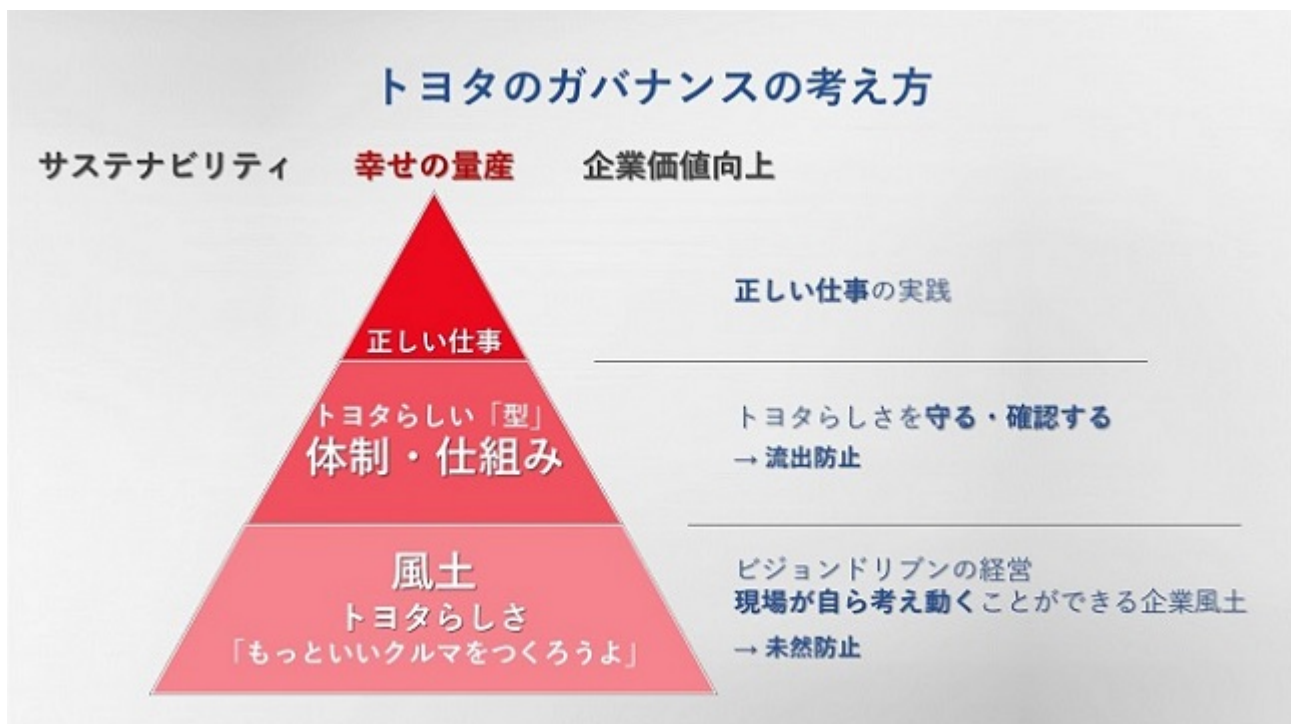 トヨタのガバナンスの考え方
サステナビリティ 幸せの量産 企業価値向上
正しい仕事
正しい仕事の実践
トヨタらしい「型」
体制・仕組み
トヨタらしさを守る・確認する
→ 流出防止
風土
トヨタらしさ
「もっといいクルマをつくろうよ」
ビジョンドリブンの経営
現場が自ら考え動くことができる企業風土
→ 未然防止